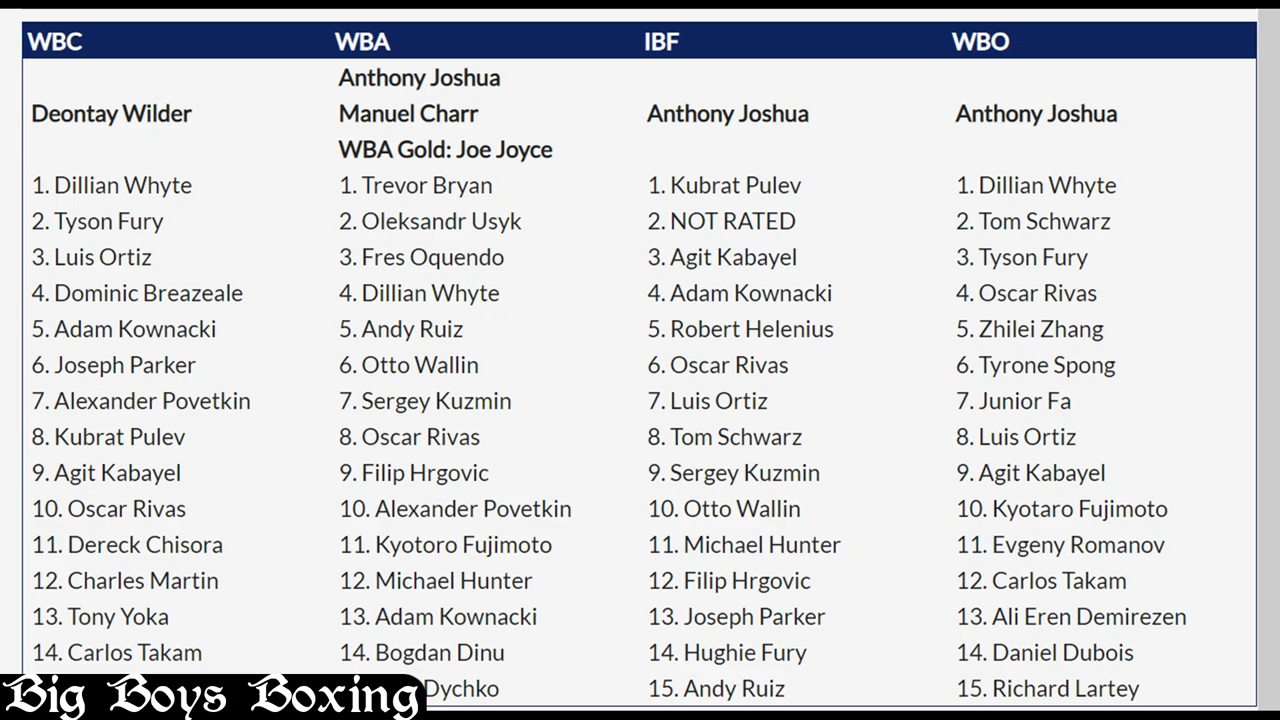 WBC WBA IBF WBO
Anthony Joshua
Deontay Wilder Manuel Charr Anthony Joshua Anthony Joshua
WBA Gold: Joe Joyce
1. Dillian Whyte 1. Trevor Bryan 1. Kubrat Pulev 1. Dillian Whyte
2. Tyson Fury 2. Oleksandr Usyk 2. NOT RATED 2. Tom Schwarz
3. Luis Ortiz 3. Fres Oquendo 3. Agit Kabayel 3. Tyson Fury
4. Dominic Breazeale 4. Dillian Whyte 4. Adam Kownacki 4. Oscar Rivas
5. Adam Kownacki 5. Andy Ruiz 5. Robert Helenius 5. Zhilei Zhang
6. Joseph Parker 6. Otto Wallin 6. Oscar Rivas 6. Tyrone Spong
7. Alexander Povetkin 7. Sergey Kuzmin 7. Luis Ortiz 7. Junior Fa
8. Kubrat Pulev 8. Oscar Rivas 8. Tom Schwarz 8. Luis Ortiz
9. Agit Kabayel 9. Filip Hrgovic 9. Sergey Kuzmin 9. Agit Kabayel
10. Oscar Rivas 10. Alexander Povetkin 10. Otto Wallin 10. Kyotaro Fujimoto
11. Dereck Chisora 11. Kyotoro Fujimoto 11. Michael Hunter 11. Evgeny Romanov
12. Charles Martin 12. Michael Hunter 12. Filip Hrgovic 12. Carlos Takam
13. Tony Yoka 13. Adam Kownacki 13. Joseph Parker 13. Ali Eren Demirezen
14. Carlos Takam 14. Bogdan Dinu 14. Hughie Fury 14. Daniel Dubois
Big Boys Boxing Dychko 15. Andy Ruiz 15. Richard Lartey